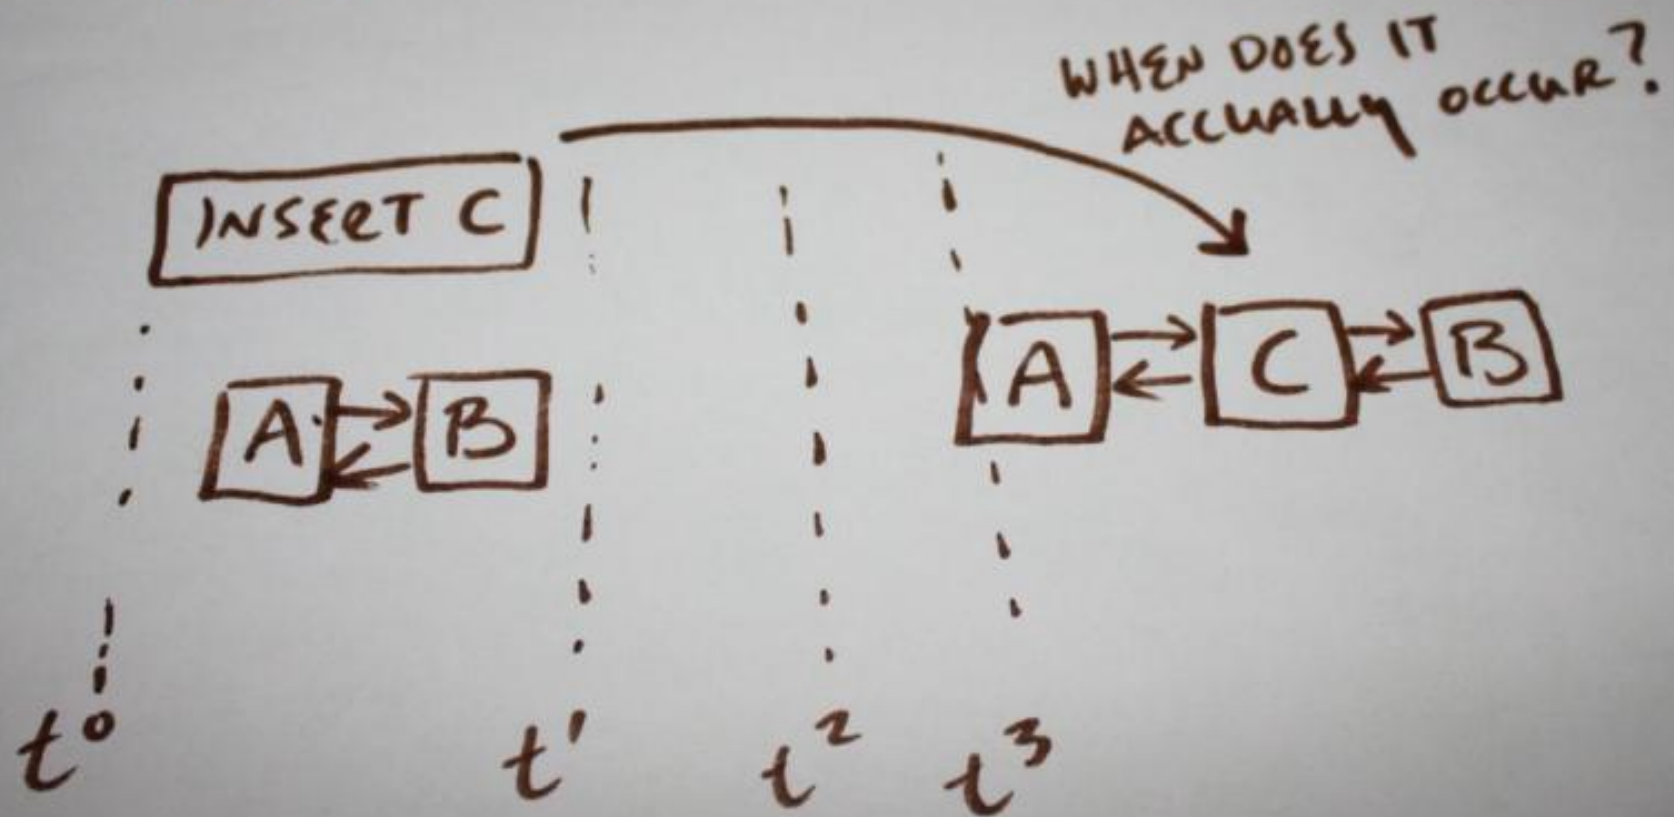 WHEN DOES IT
ACCUALLY OCCUR?
INSERT C
A C B
A B
t⁰ t¹ t² t³